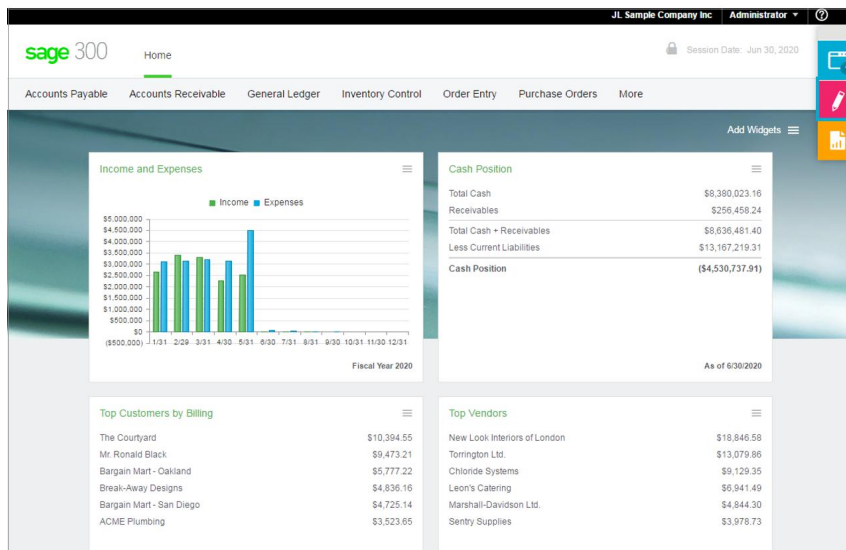 JL Sample Company Inc Administrator
sage 300 Home Session Date: Jun 30, 2020
Accounts Payable Accounts Receivable General Ledger Inventory Control Order Entry Purchase Orders More
Add Widgets
Income and Expenses
Income Expenses
$5,000,000
$4,500,000
$4,000,000
$3,500,000
$3,000,000
$2,500,000
$2,000,000
$1,500,000
$1,000,000
$500,000
$0
($500,000)
1/31 2/29 3/31 4/30 5/31 6/30 7/31 8/31 9/30 10/31 11/30 12/31
Fiscal Year 2020
Cash Position
Total Cash $8,380,023.16
Receivables $256,458.24
Total Cash + Receivables $8,636,481.40
Less Current Liabilities $13,167,219.31
Cash Position ($4,530,737.91)
As of 6/30/2020
Top Customers by Billing
The Courtyard $10,394.55
Mr. Ronald Black $9,473.21
Bargain Mart - Oakland $5,777.22
Break-Away Designs $4,836.16
Bargain Mart - San Diego $4,725.14
ACME Plumbing $3,523.65
Top Vendors
New Look Interiors of London $18,846.58
Torrington Ltd. $13,079.86
Chloride Systems $9,129.35
Leon's Catering $6,941.49
Marshall-Davidson Ltd. $4,844.30
Sentry Supplies $3,978.73